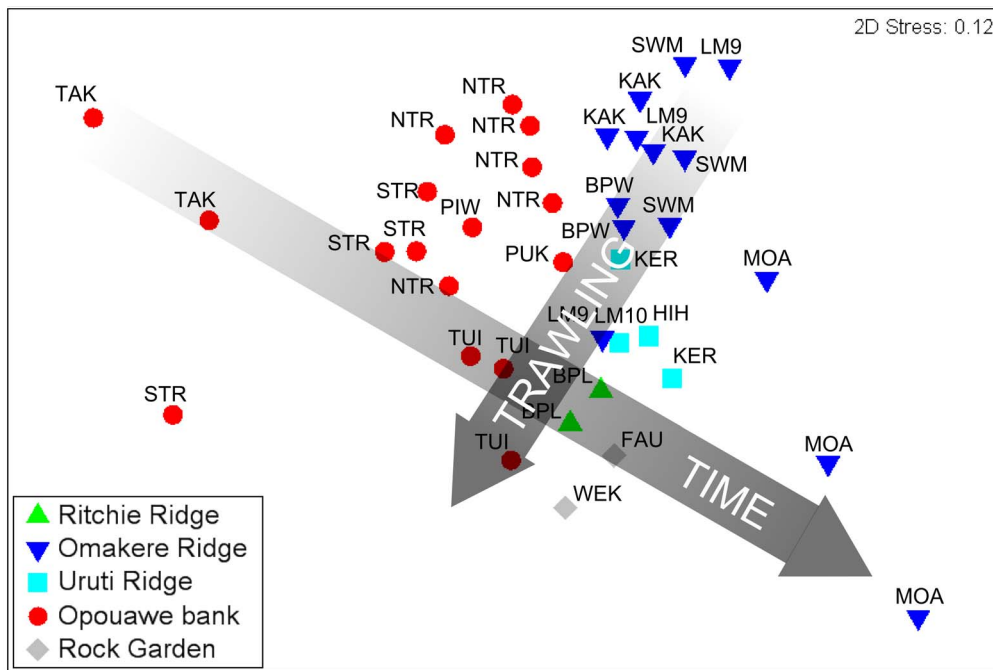 2D Stress: 0.12
SWM LM9
TAK
KAK
NTR
NTR NTR
KAK LM9
KAK
NTR
SWM
STR
NTR
BPW
TAK
PIW
SWM
STR STR
BPW
PUK
KER
MOA
NTR
LM9 LM10 HIH
TUI TUI
KER
BPL
STR
BPL
TUI
FAU
MOA
WEK
MOA
TRAWLING
TIME
Ritchie Ridge
Omakere Ridge
Uruti Ridge
Opouawe bank
Rock Garden